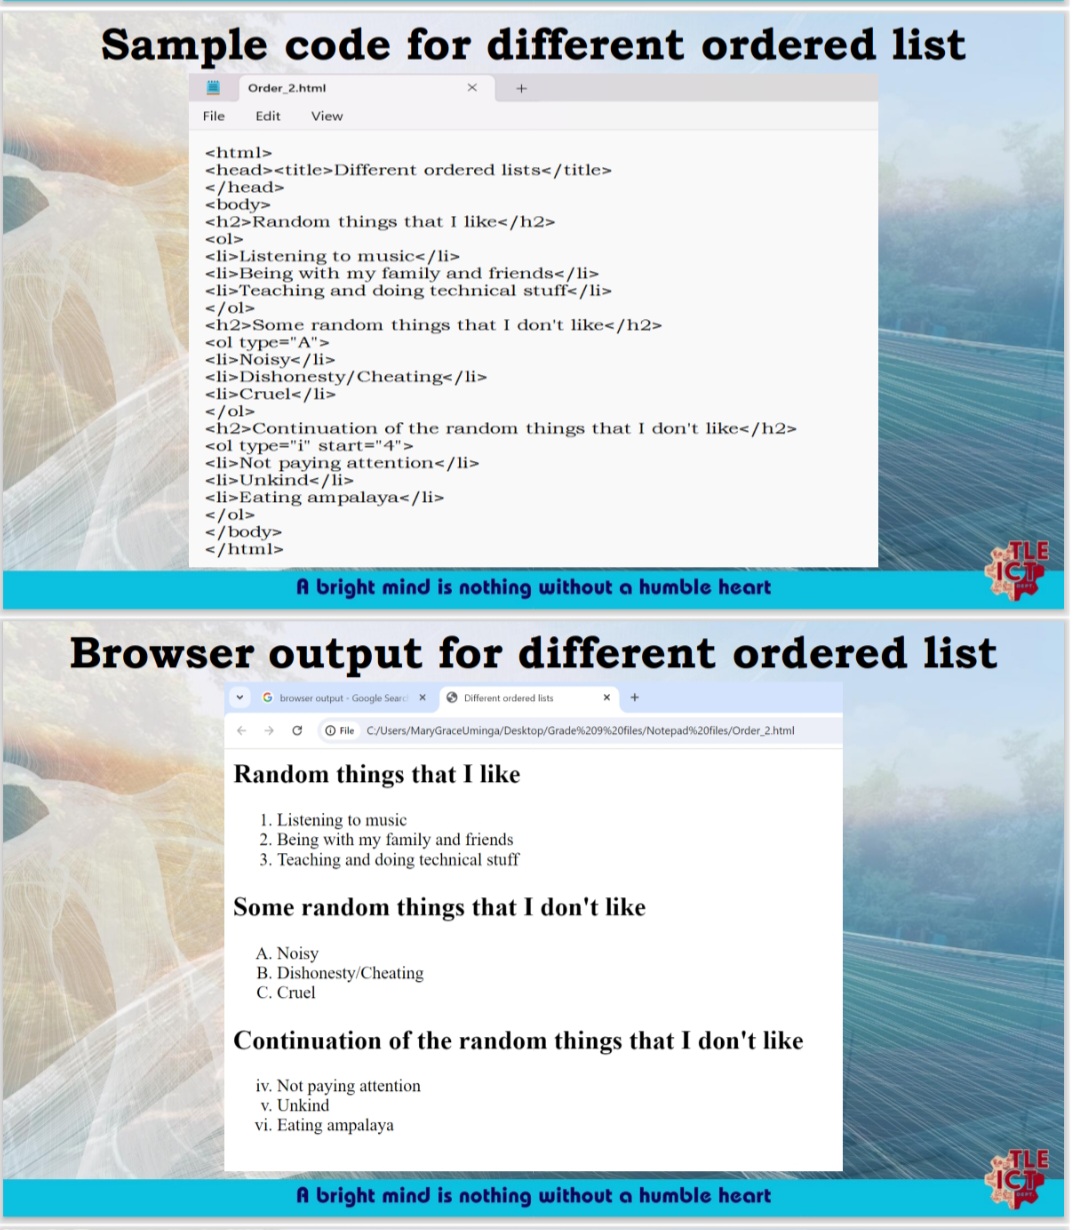 Sample code for different ordered list
Order_2.html
File Edit View
<html>
<head><title>Different ordered lists</title>
</head>
<body>
<h2>Random things that I like</h2>
<ol>
<li>Listening to music</li>
<li>Being with my family and friends</li>
<li>Teaching and doing technical stuff</li>
</ol>
<h2>Some random things that I don't like</h2>
<ol type="A">
<li>Noisy</li>
<li>Dishonesty/Cheating</li>
<li>Cruel</li>
</ol>
<h2>Continuation of the random things that I don't like</h2>
<ol type="i" start="4">
<li>Not paying attention</li>
<li>Unkind</li>
<li>Eating ampalaya</li>
</ol>
</body>
</html>
TLE
ICT
A bright mind is nothing without a humble heart
Browser output for different ordered list
browser output - Google Searc Different ordered lists
File C:/Users/MaryGraceUminga/Desktop/Grade%209%20files/Notepad%20files/Order_2.html
Random things that I like
1. Listening to music
2. Being with my family and friends
3. Teaching and doing technical stuff
Some random things that I don't like
A. Noisy
B. Dishonesty/Cheating
C. Cruel
Continuation of the random things that I don't like
iv. Not paying attention
v. Unkind
vi. Eating ampalaya
TLE
ICT
A bright mind is nothing without a humble heart